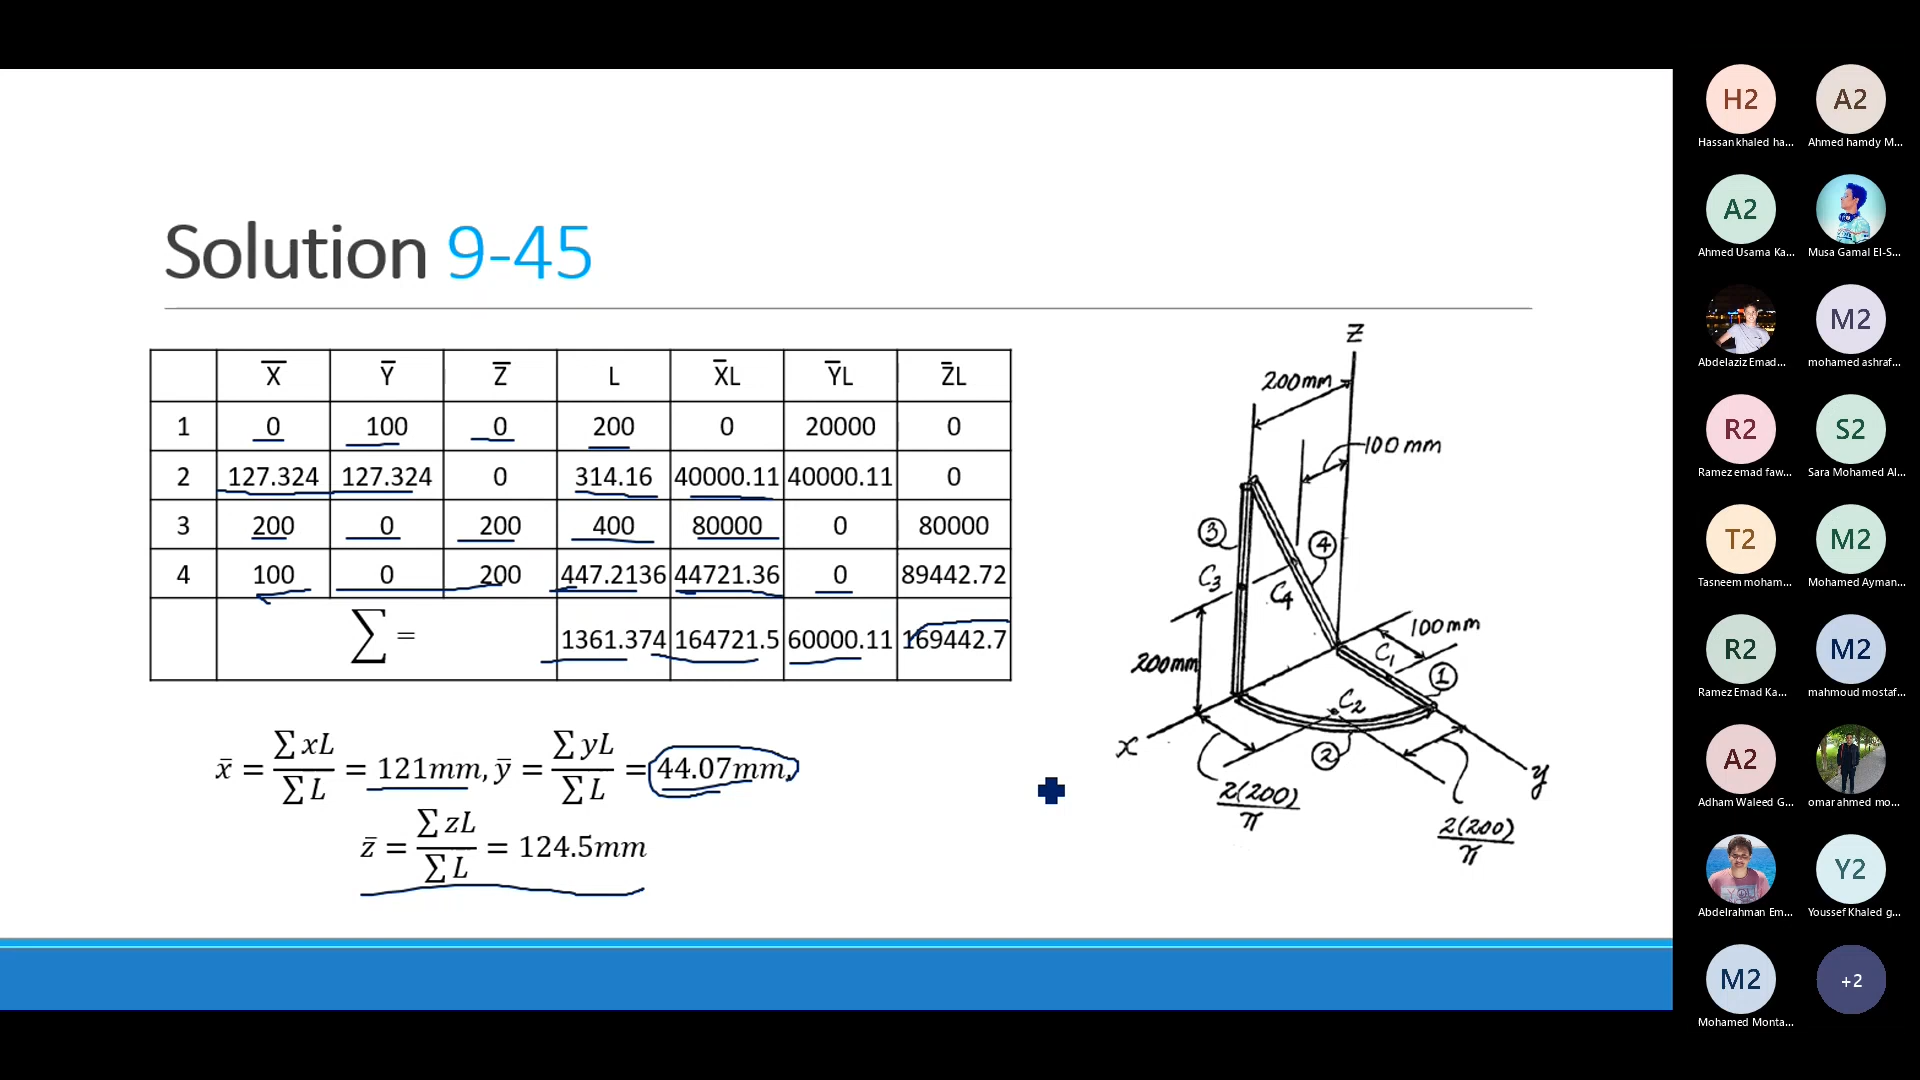 Solution 9-45
X̄ Ȳ Z̄ L X̄L ȲL Z̄L
1 0 100 0 200 0 20000 0
2 127.324 127.324 0 314.16 40000.11 40000.11 0
3 200 0 200 400 80000 0 80000
4 100 0 200 447.2136 44721.36 0 89442.72
∑ = 1361.374 164721.5 60000.11 169442.7
x̄ = ∑xL / ∑L = 121mm, ȳ = ∑yL / ∑L = 44.07mm,
z̄ = ∑zL / ∑L = 124.5mm
Z
200mm
100mm
3
4
C3
C4
100mm
C1
1
200mm
C2
x
2
y
2(200)/π
2(200)/π
H2 A2
Hassan khaled ha... Ahmed hamdy M...
A2
Ahmed Usama Ka... Musa Gamal El-S...
M2
Abdelaziz Emad... mohamed ashraf...
R2 S2
Ramez emad faw... Sara Mohamed Al...
T2 M2
Tasneem moham... Mohamed Ayman...
R2 M2
Ramez Emad Ka... mahmoud mostaf...
A2
Adham Waleed G... omar ahmed mo...
Y2
Abdelrahman Em... Youssef Khaled g...
M2 +2
Mohamed Monta...